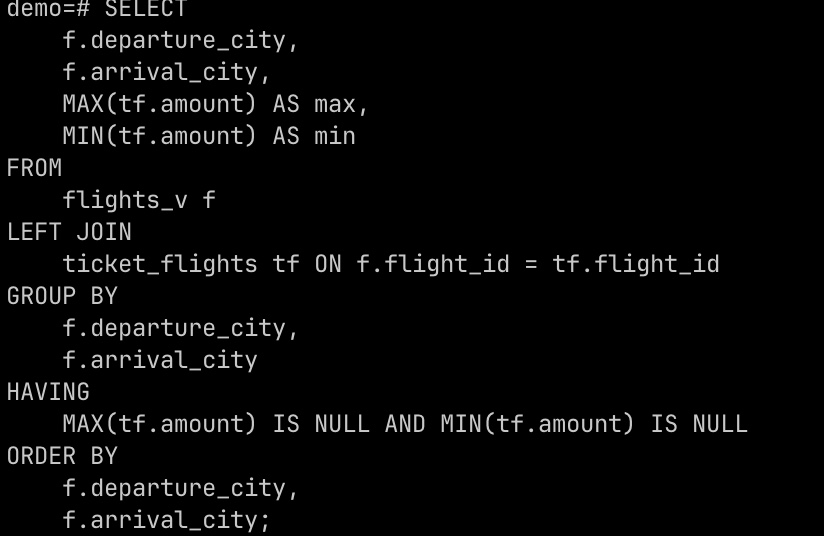 demo=# SELECT
    f.departure_city,
    f.arrival_city,
    MAX(tf.amount) AS max,
    MIN(tf.amount) AS min
FROM
    flights_v f
LEFT JOIN
    ticket_flights tf ON f.flight_id = tf.flight_id
GROUP BY
    f.departure_city,
    f.arrival_city
HAVING
    MAX(tf.amount) IS NULL AND MIN(tf.amount) IS NULL
ORDER BY
    f.departure_city,
    f.arrival_city;